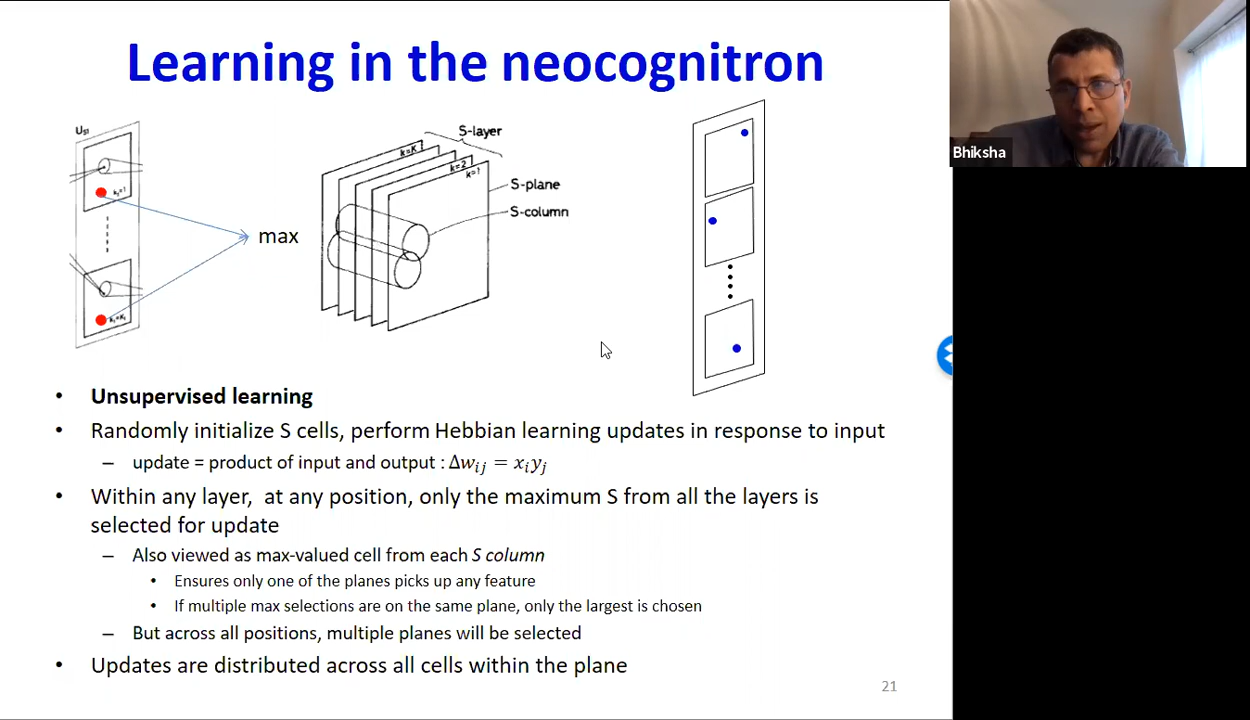 Learning in the neocognitron
U_S1
k_1=1
max
k_1=K_1
S-layer
k=K
k=2
k=1
S-plane
S-column
Bhiksha
• Unsupervised learning
• Randomly initialize S cells, perform Hebbian learning updates in response to input
– update = product of input and output : Δw_ij = x_i y_j
• Within any layer, at any position, only the maximum S from all the layers is
selected for update
– Also viewed as max-valued cell from each S column
• Ensures only one of the planes picks up any feature
• If multiple max selections are on the same plane, only the largest is chosen
– But across all positions, multiple planes will be selected
• Updates are distributed across all cells within the plane
21